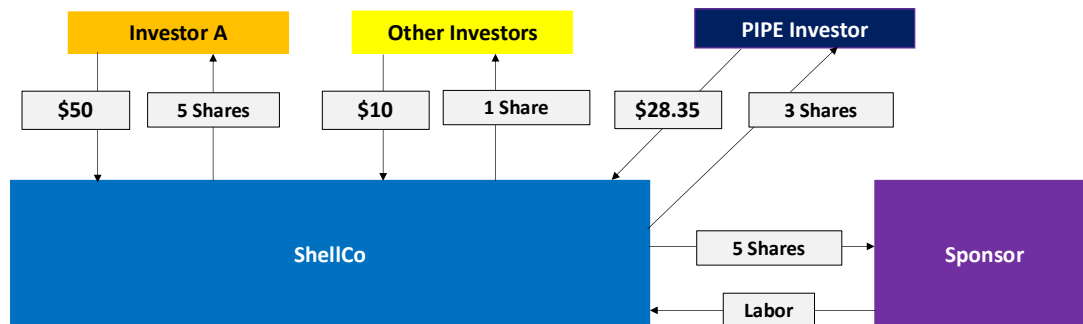 Investor A
Other Investors
PIPE Investor
$50
5 Shares
$10
1 Share
$28.35
3 Shares
ShellCo
5 Shares
Sponsor
Labor